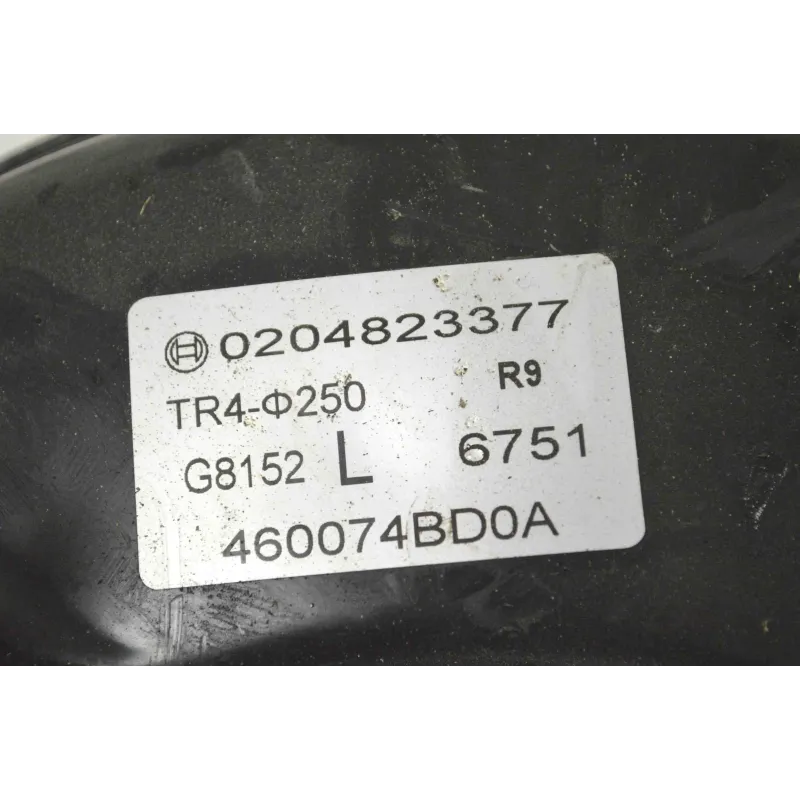 0204823377
TR4-Φ250 R9
G8152 L 6751
460074BD0A